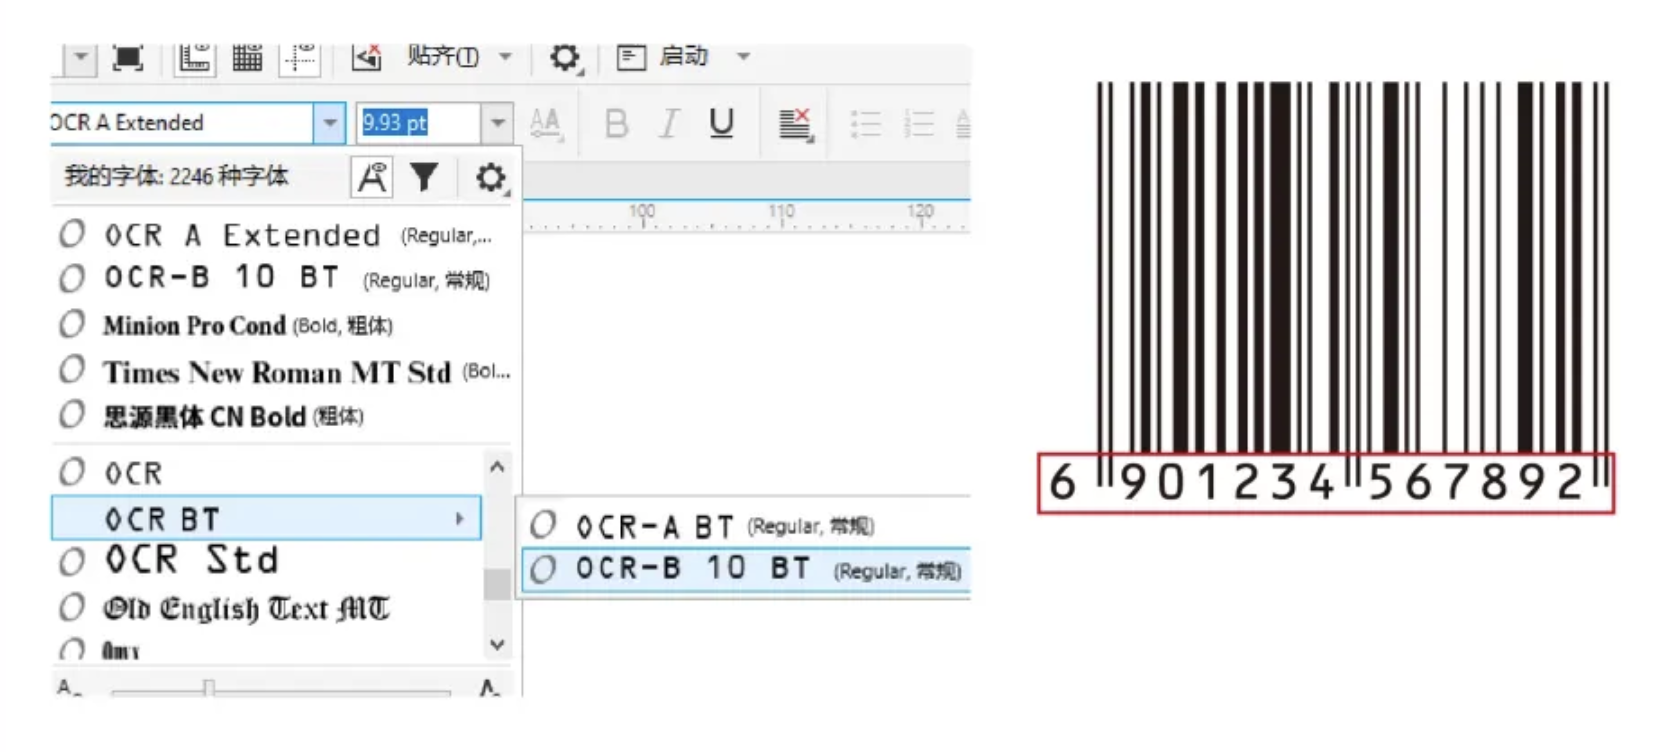 贴齐(T)
启动
OCR A Extended
9.93 pt
AA
B I U
我的字体: 2246 种字体
100 110 120
OCR A Extended (Regular,...
OCR-B 10 BT (Regular, 常规)
Minion Pro Cond (Bold, 粗体)
Times New Roman MT Std (Bol...
思源黑体 CN Bold (粗体)
OCR
OCR BT
OCR Std
Old English Text MT
OCR-A BT (Regular, 常规)
OCR-B 10 BT (Regular, 常规)
6 901234 567892